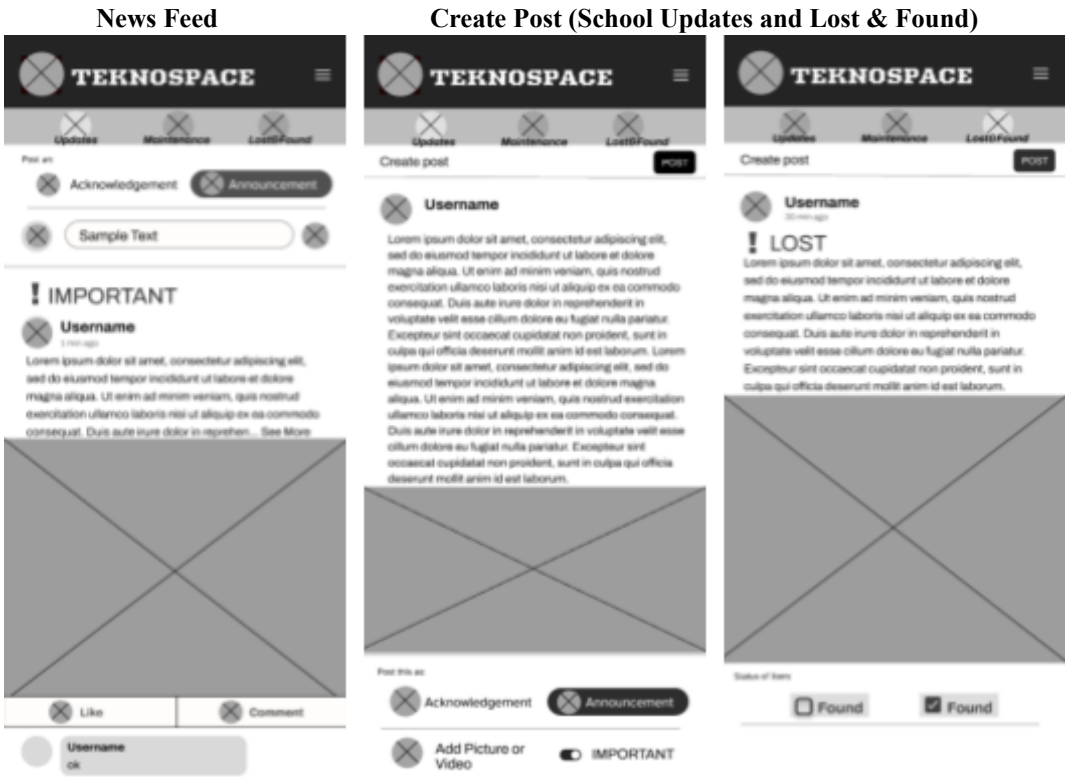 News Feed
Create Post (School Updates and Lost & Found)
TEKNOSPACE
Updates
Maintenance
Lost&Found
Post an:
Acknowledgement
Announcement
Sample Text
! IMPORTANT
Username
1 min ago
Lorem ipsum dolor sit amet, consectetur adipiscing elit,
sed do eiusmod tempor incididunt ut labore et dolore
magna aliqua. Ut enim ad minim veniam, quis nostrud
exercitation ullamco laboris nisi ut aliquip ex ea commodo
consequat. Duis aute irure dolor in reprehen... See More
Like
Comment
Username
ok
TEKNOSPACE
Updates
Maintenance
Lost&Found
Create post
POST
Username
Lorem ipsum dolor sit amet, consectetur adipiscing elit,
sed do eiusmod tempor incididunt ut labore et dolore
magna aliqua. Ut enim ad minim veniam, quis nostrud
exercitation ullamco laboris nisi ut aliquip ex ea commodo
consequat. Duis aute irure dolor in reprehenderit in
voluptate velit esse cillum dolore eu fugiat nulla pariatur.
Excepteur sint occaecat cupidatat non proident, sunt in
culpa qui officia deserunt mollit anim id est laborum. Lorem
ipsum dolor sit amet, consectetur adipiscing elit, sed do
eiusmod tempor incididunt ut labore et dolore magna
aliqua. Ut enim ad minim veniam, quis nostrud exercitation
ullamco laboris nisi ut aliquip ex ea commodo consequat.
Duis aute irure dolor in reprehenderit in voluptate velit esse
cillum dolore eu fugiat nulla pariatur. Excepteur sint
occaecat cupidatat non proident, sunt in culpa qui officia
deserunt mollit anim id est laborum.
Post this as:
Acknowledgement
Announcement
Add Picture or
Video
IMPORTANT
TEKNOSPACE
Updates
Maintenance
Lost&Found
Create post
POST
Username
30 min ago
! LOST
Lorem ipsum dolor sit amet, consectetur adipiscing elit,
sed do eiusmod tempor incididunt ut labore et dolore
magna aliqua. Ut enim ad minim veniam, quis nostrud
exercitation ullamco laboris nisi ut aliquip ex ea commodo
consequat. Duis aute irure dolor in reprehenderit in
voluptate velit esse cillum dolore eu fugiat nulla pariatur.
Excepteur sint occaecat cupidatat non proident, sunt in
culpa qui officia deserunt mollit anim id est laborum.
Status of Item:
Found
Found